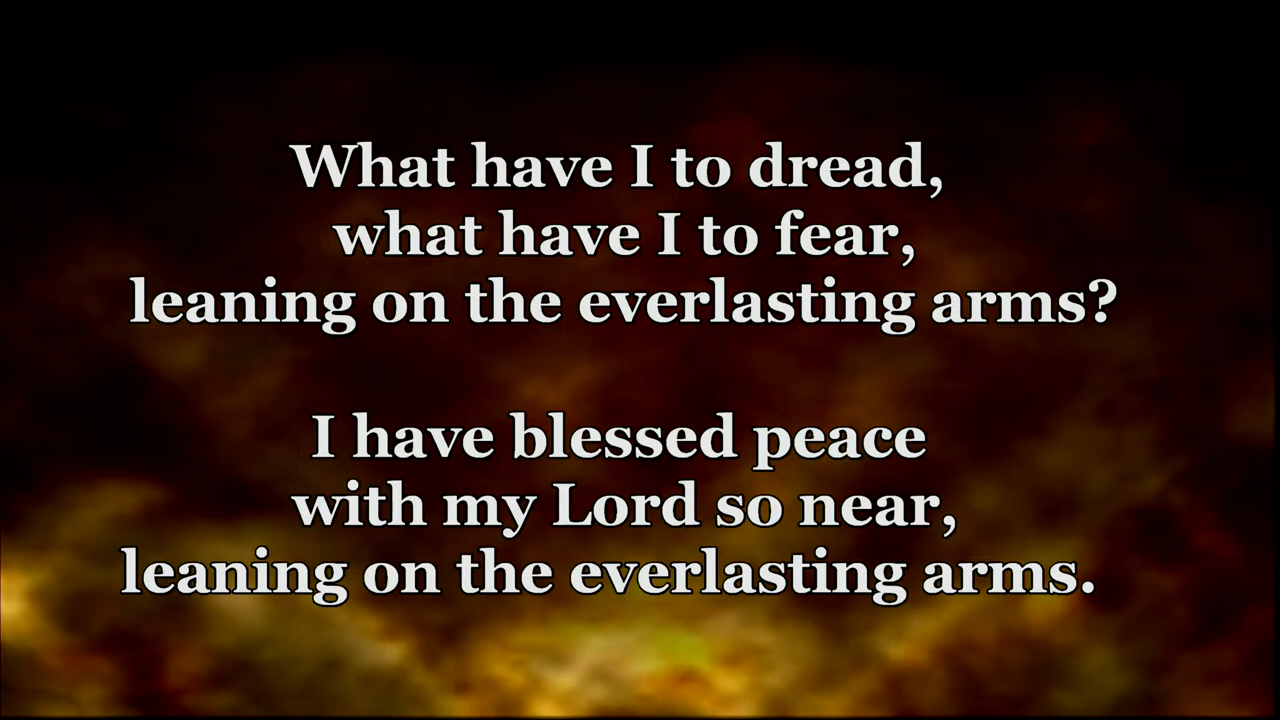 What have I to dread,
what have I to fear,
leaning on the everlasting arms?
I have blessed peace
with my Lord so near,
leaning on the everlasting arms.